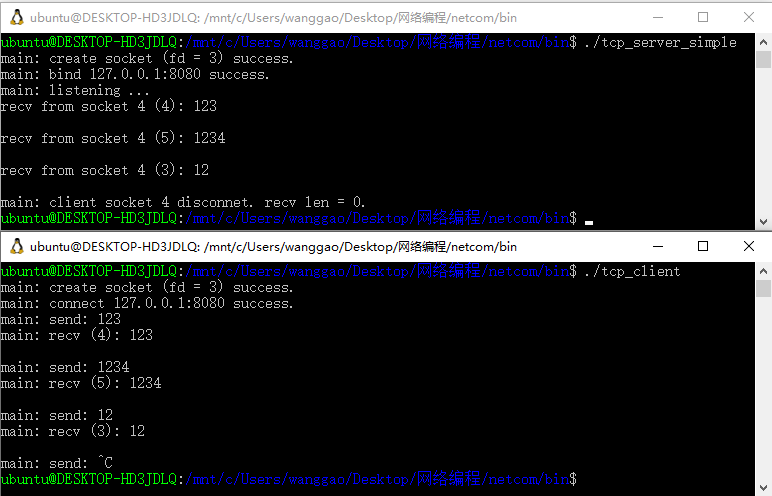 ubuntu@DESKTOP-HD3JDLQ: /mnt/c/Users/wanggao/Desktop/网络编程/netcom/bin
ubuntu@DESKTOP-HD3JDLQ:/mnt/c/Users/wanggao/Desktop/网络编程/netcom/bin$ ./tcp_server_simple
main: create socket (fd = 3) success.
main: bind 127.0.0.1:8080 success.
main: listening ...
recv from socket 4 (4): 123
recv from socket 4 (5): 1234
recv from socket 4 (3): 12
main: client socket 4 disconnet. recv len = 0.
ubuntu@DESKTOP-HD3JDLQ:/mnt/c/Users/wanggao/Desktop/网络编程/netcom/bin$
ubuntu@DESKTOP-HD3JDLQ: /mnt/c/Users/wanggao/Desktop/网络编程/netcom/bin
ubuntu@DESKTOP-HD3JDLQ:/mnt/c/Users/wanggao/Desktop/网络编程/netcom/bin$ ./tcp_client
main: create socket (fd = 3) success.
main: connect 127.0.0.1:8080 success.
main: send: 123
main: recv (4): 123
main: send: 1234
main: recv (5): 1234
main: send: 12
main: recv (3): 12
main: send: ^C
ubuntu@DESKTOP-HD3JDLQ:/mnt/c/Users/wanggao/Desktop/网络编程/netcom/bin$